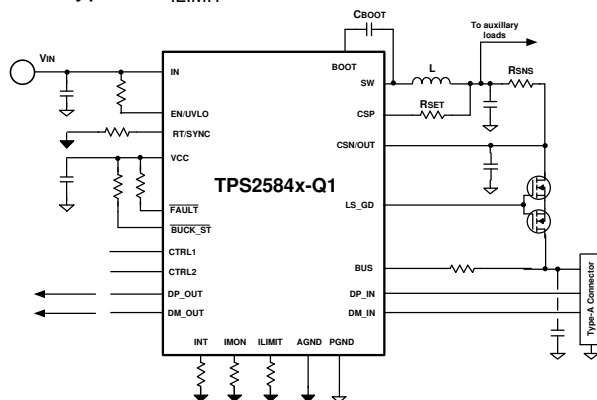 ILIMIT
CBOOT
To auxillary
loads
VIN
BOOT
IN
SW
L
RSNS
EN/UVLO
CSP
RSET
RT/SYNC
CSN/OUT
VCC
TPS2584x-Q1
FAULT
LS_GD
BUCK_ST
CTRL1
CTRL2
BUS
DP_OUT
DP_IN
DM_OUT
DM_IN
Type-A Connector
INT IMON ILIMIT AGND PGND